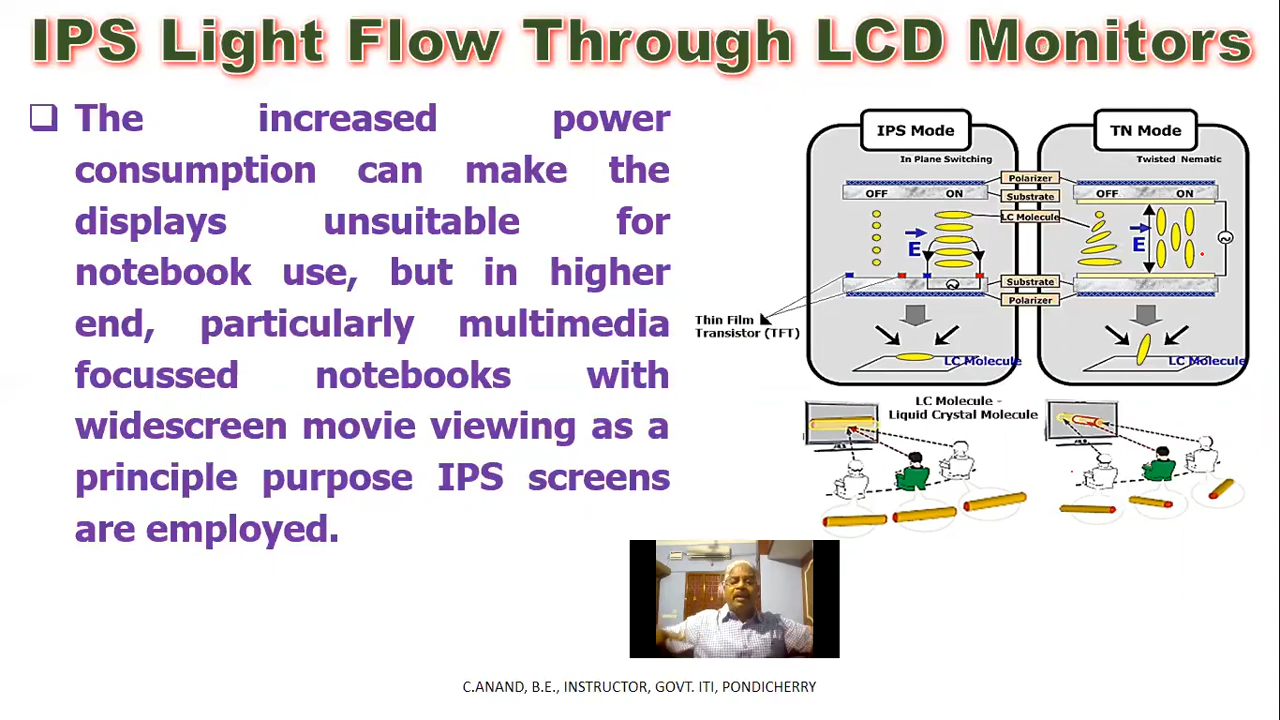 IPS Light Flow Through LCD Monitors
The increased power
consumption can make the
displays unsuitable for
notebook use, but in higher
end, particularly multimedia
focussed notebooks with
widescreen movie viewing as a
principle purpose IPS screens
are employed.
IPS Mode
In Plane Switching
OFF ON
E
LC Molecule
TN Mode
Twisted Nematic
OFF ON
E
LC Molecule
Polarizer
Substrate
LC Molecule
Substrate
Polarizer
Thin Film
Transistor (TFT)
LC Molecule -
Liquid Crystal Molecule
C.ANAND, B.E., INSTRUCTOR, GOVT. ITI, PONDICHERRY